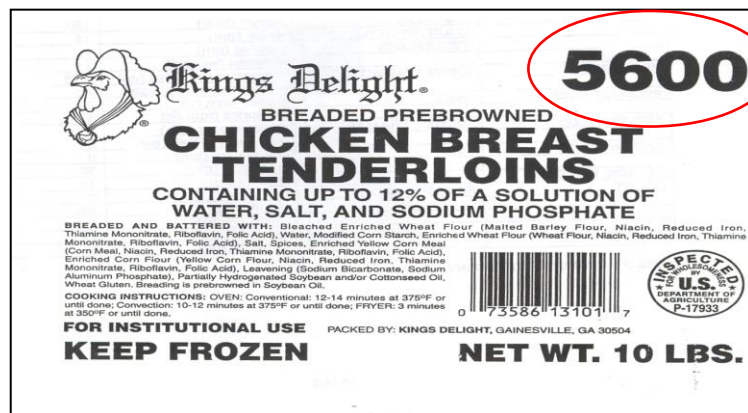 Kings Delight®
5600
BREADED PREBROWNED
CHICKEN BREAST
TENDERLOINS
CONTAINING UP TO 12% OF A SOLUTION OF
WATER, SALT, AND SODIUM PHOSPHATE
BREADED AND BATTERED WITH: Bleached Enriched Wheat Flour (Malted Barley Flour, Niacin, Reduced Iron,
Thiamine Mononitrate, Riboflavin, Folic Acid), Water, Modified Corn Starch, Enriched Wheat Flour (Wheat Flour, Niacin, Reduced Iron, Thiamine
Mononitrate, Riboflavin, Folic Acid), Salt, Spices, Enriched Yellow Corn Meal
(Corn Meal, Niacin, Reduced Iron, Thiamine Mononitrate, Riboflavin, Folic Acid),
Enriched Corn Flour (Yellow Corn Flour, Niacin, Reduced Iron, Thiamine
Mononitrate, Riboflavin, Folic Acid), Leavening (Sodium Bicarbonate, Sodium
Aluminum Phosphate), Partially Hydrogenated Soybean and/or Cottonseed Oil,
Wheat Gluten. Breading is prebrowned in Soybean Oil.
COOKING INSTRUCTIONS: OVEN: Conventional: 12-14 minutes at 375ºF or
until done; Convection: 10-12 minutes at 375ºF or until done; FRYER: 3 minutes
at 350ºF or until done.
0 73586 13101 7
INSPECTED
FOR WHOLESOMENESS
BY
U.S.
DEPARTMENT OF
AGRICULTURE
P-17933
FOR INSTITUTIONAL USE
PACKED BY: KINGS DELIGHT, GAINESVILLE, GA 30504
KEEP FROZEN
NET WT. 10 LBS.